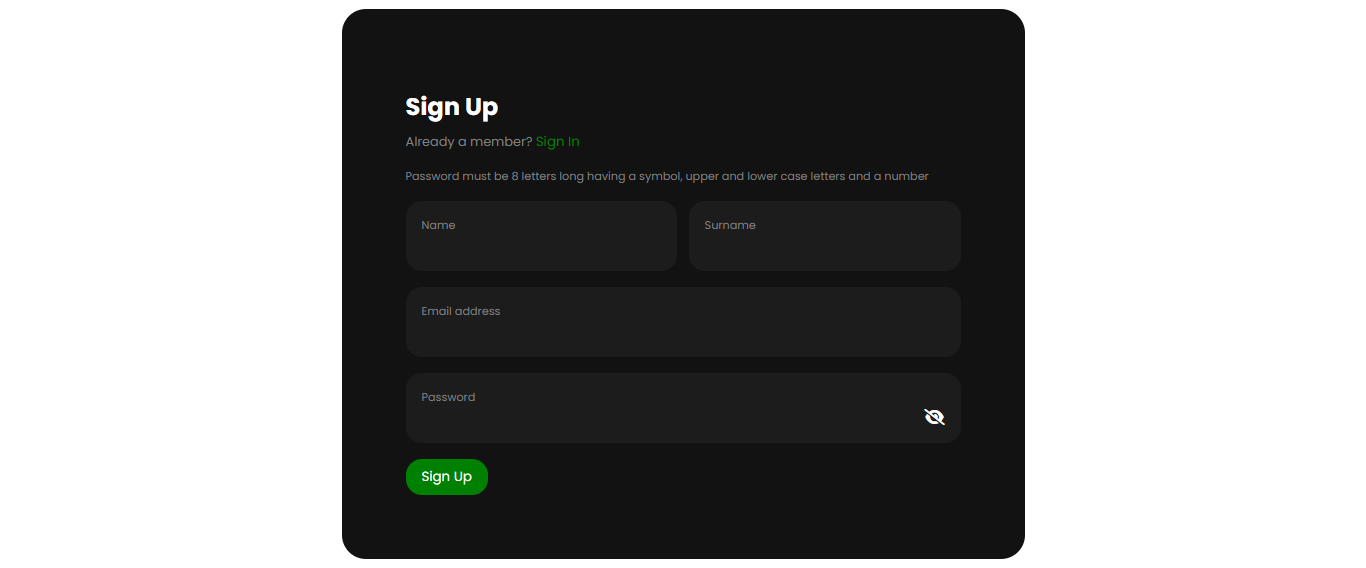 Sign Up
Already a member? Sign In
Password must be 8 letters long having a symbol, upper and lower case letters and a number
Name
Surname
Email address
Password
Sign Up